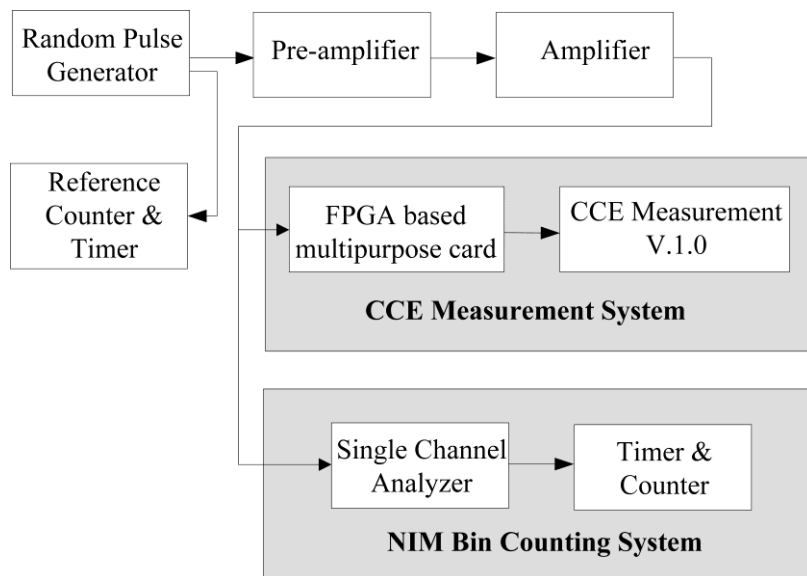 Random Pulse
Generator
Pre-amplifier
Amplifier
Reference
Counter &
Timer
FPGA based
multipurpose card
CCE Measurement
V.1.0
CCE Measurement System
Single Channel
Analyzer
Timer &
Counter
NIM Bin Counting System